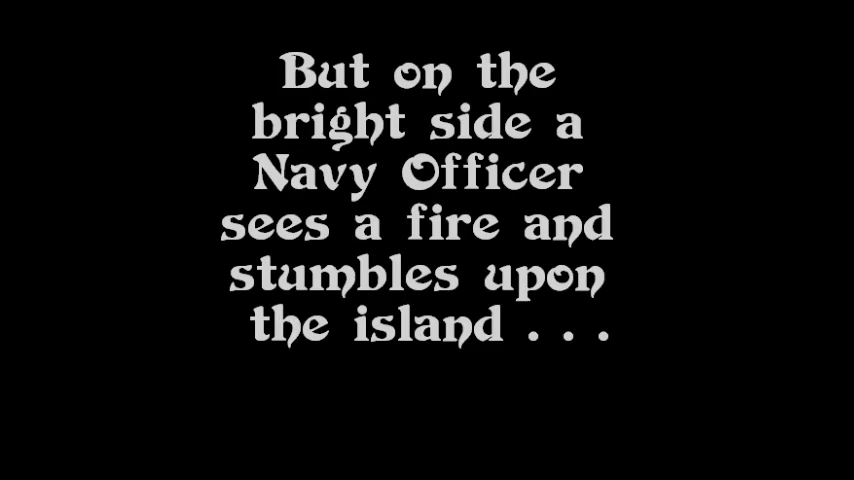 But on the
bright side a
Navy Officer
sees a fire and
stumbles upon
the island . . .